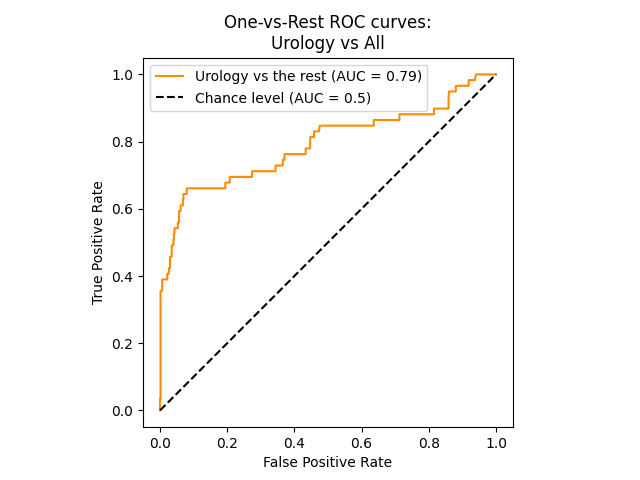 One-vs-Rest ROC curves:
Urology vs All
Urology vs the rest (AUC = 0.79)
Chance level (AUC = 0.5)
True Positive Rate
1.0
0.8
0.6
0.4
0.2
0.0
0.0 0.2 0.4 0.6 0.8 1.0
False Positive Rate